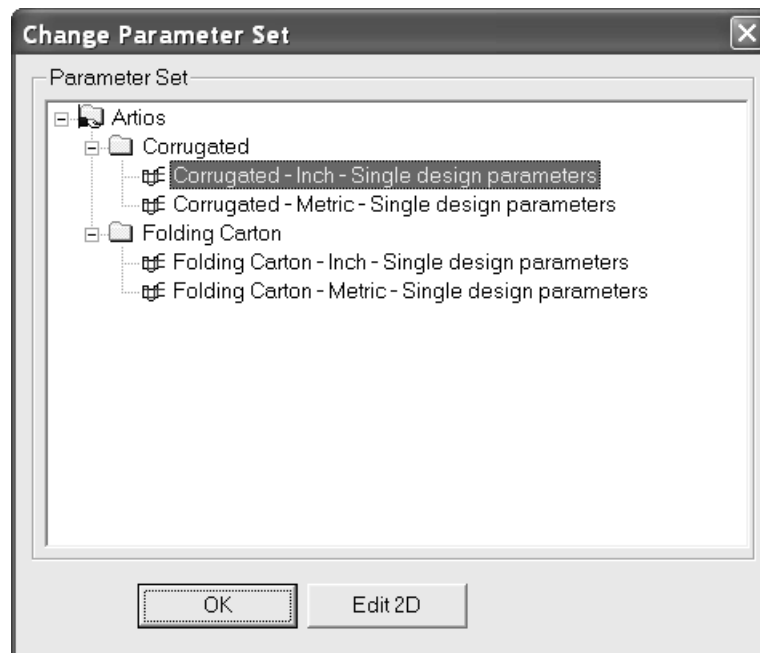 Change Parameter Set
Parameter Set
Artios
Corrugated
Corrugated - Inch - Single design parameters
Corrugated - Metric - Single design parameters
Folding Carton
Folding Carton - Inch - Single design parameters
Folding Carton - Metric - Single design parameters
OK Edit 2D